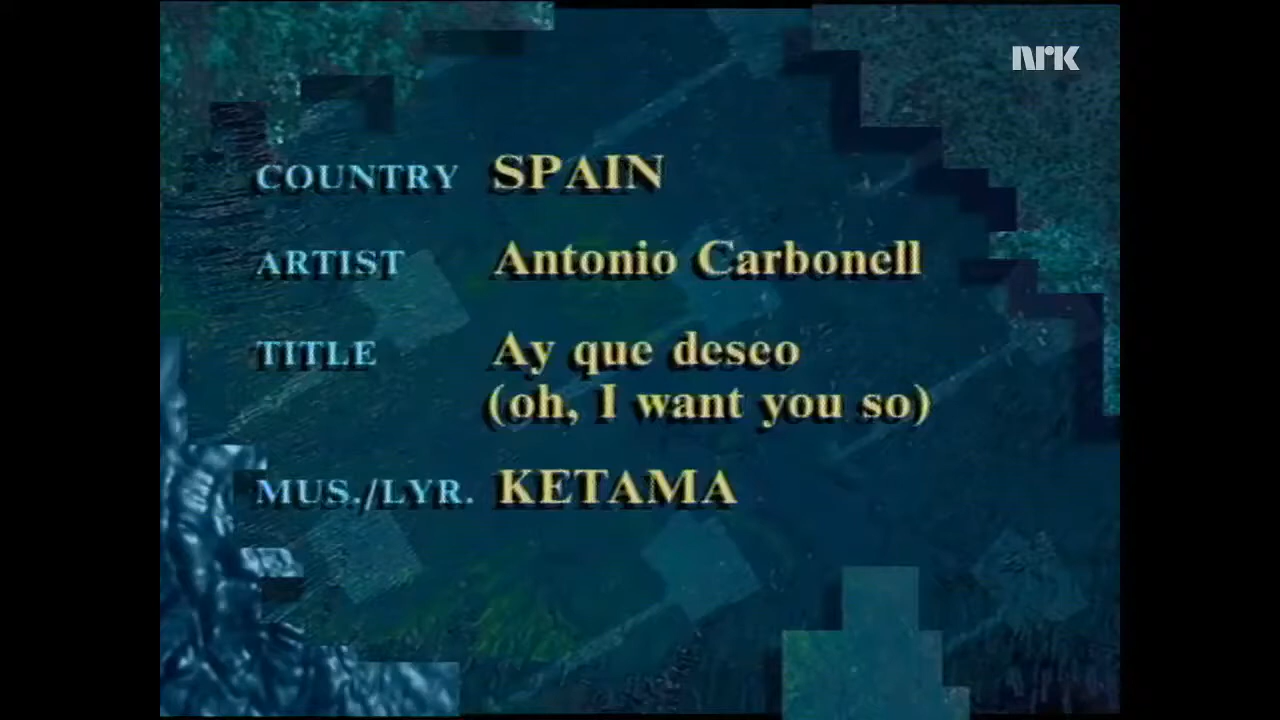 nrk
COUNTRY SPAIN
ARTIST Antonio Carbonell
TITLE Ay que deseo
(oh, I want you so)
MUS./LYR. KETAMA